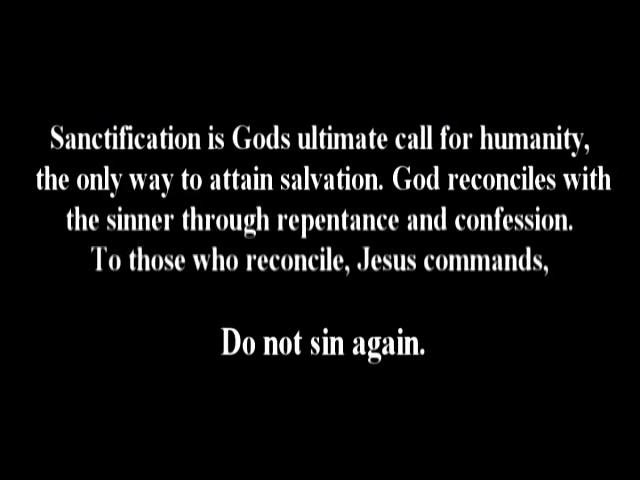 Sanctification is Gods ultimate call for humanity,
the only way to attain salvation. God reconciles with
the sinner through repentance and confession.
To those who reconcile, Jesus commands,
Do not sin again.